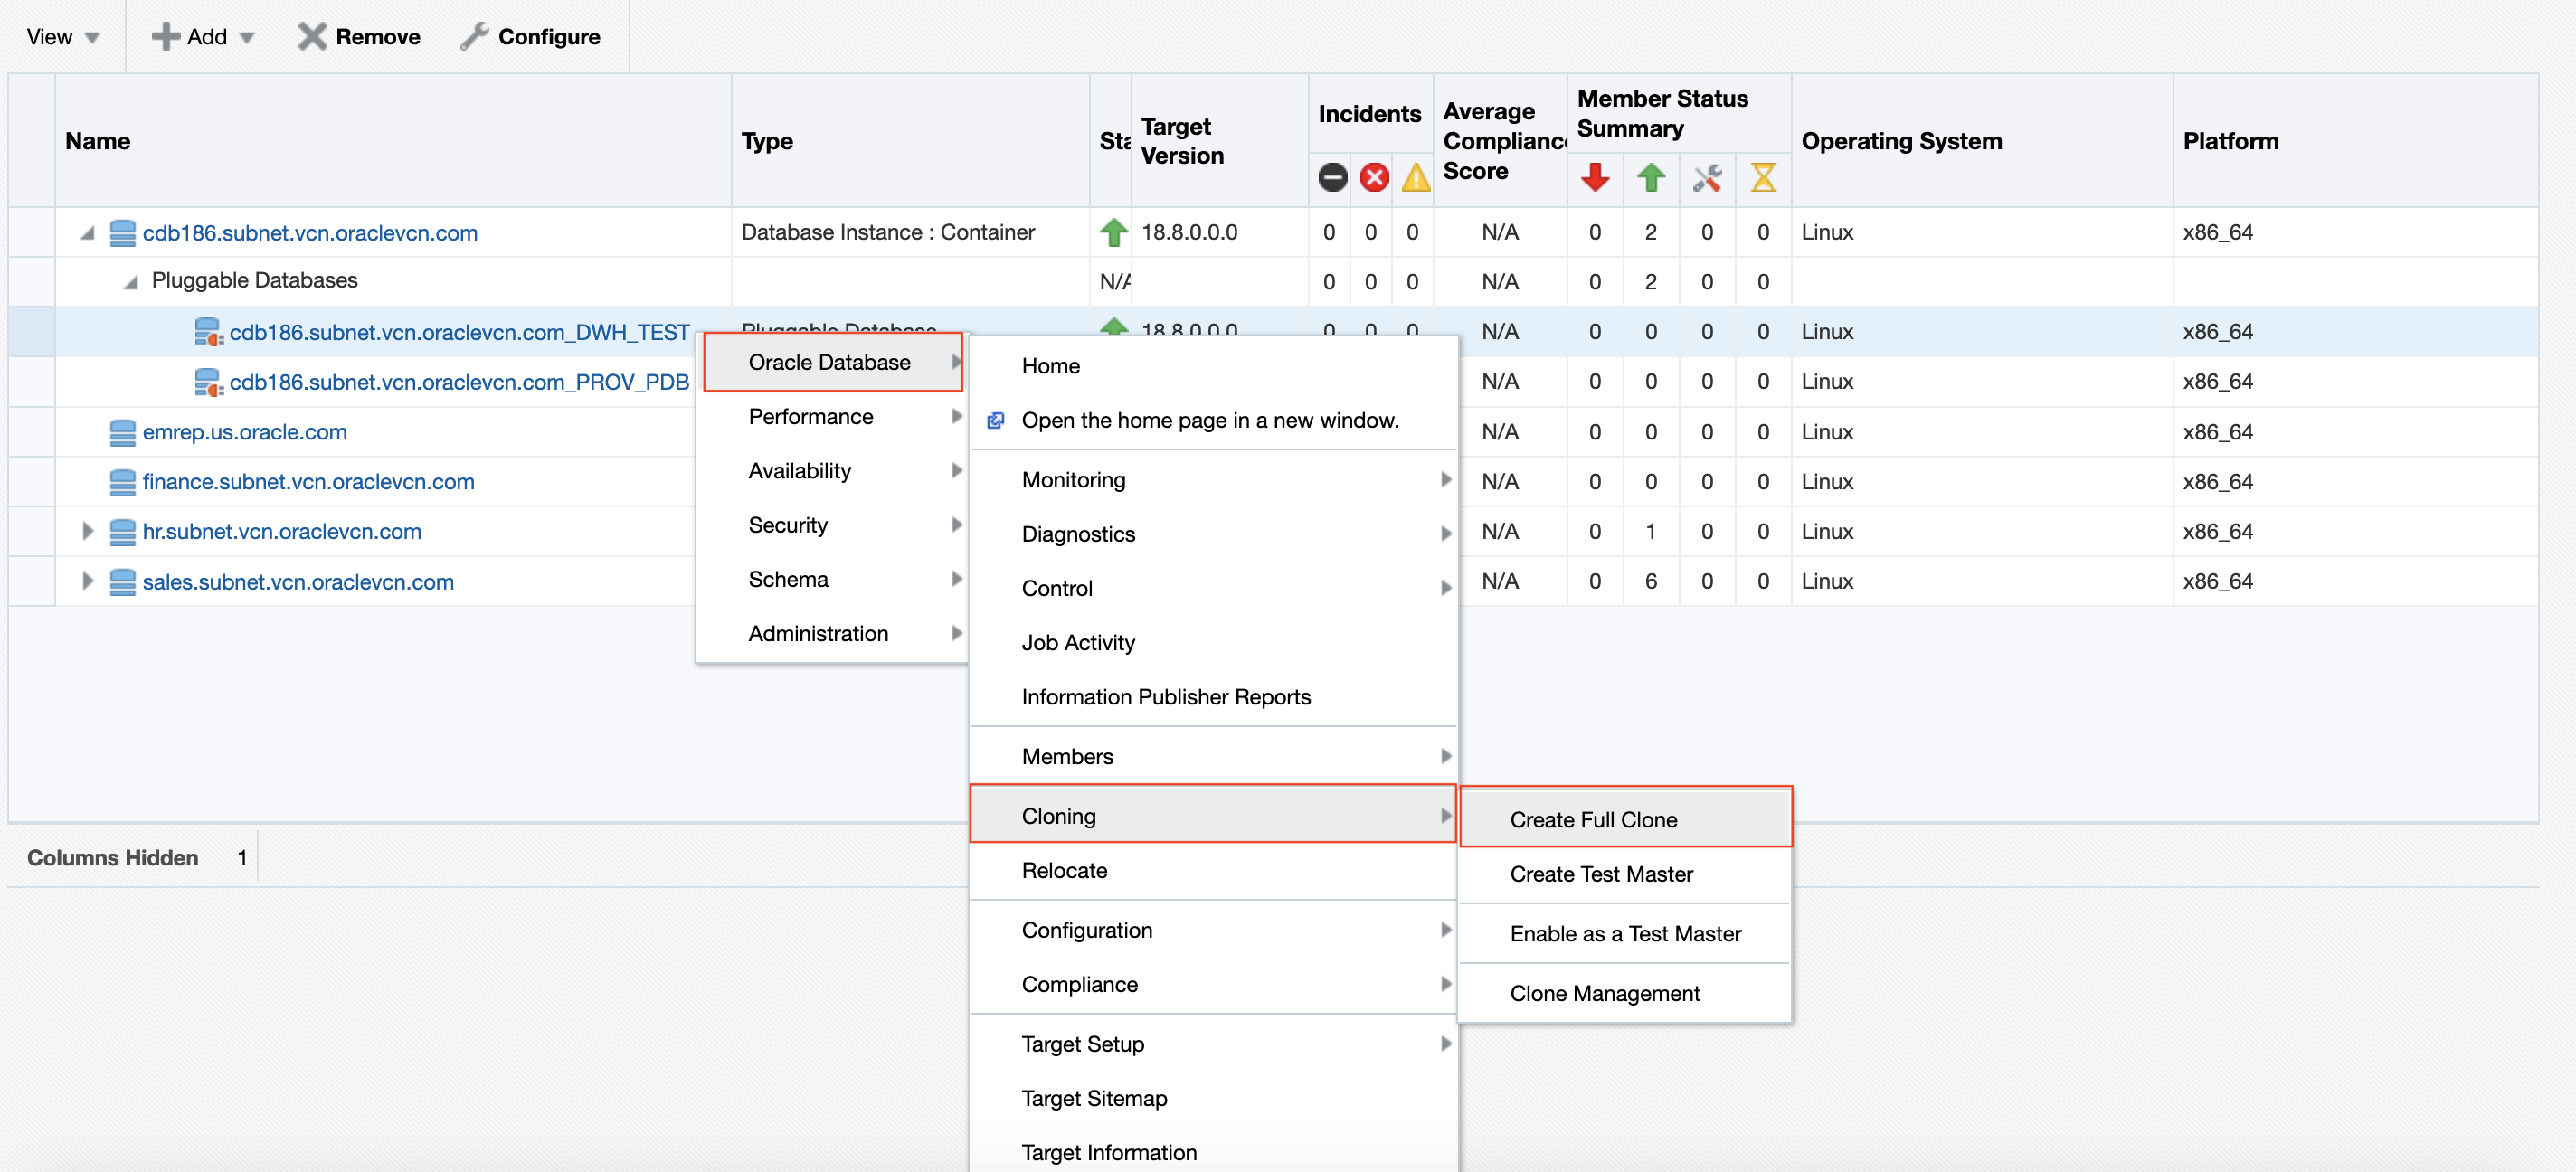 View Add Remove Configure
Name Type Sta Target Version Incidents Average Compliance Score Member Status Summary Operating System Platform
cdb186.subnet.vcn.oraclevcn.com Database Instance : Container 18.8.0.0.0 0 0 0 N/A 0 2 0 0 Linux x86_64
Pluggable Databases N/A 0 0 0 N/A 0 2 0 0
cdb186.subnet.vcn.oraclevcn.com_DWH_TEST Pluggable Database 18.8.0.0.0 0 0 0 N/A 0 0 0 0 Linux x86_64
cdb186.subnet.vcn.oraclevcn.com_PROV_PDB N/A 0 0 0 0 Linux x86_64
emrep.us.oracle.com N/A 0 0 0 0 Linux x86_64
finance.subnet.vcn.oraclevcn.com N/A 0 0 0 0 Linux x86_64
hr.subnet.vcn.oraclevcn.com N/A 0 1 0 0 Linux x86_64
sales.subnet.vcn.oraclevcn.com N/A 0 6 0 0 Linux x86_64
Columns Hidden 1
Oracle Database
Performance
Availability
Security
Schema
Administration
Home
Open the home page in a new window.
Monitoring
Diagnostics
Control
Job Activity
Information Publisher Reports
Members
Cloning
Relocate
Configuration
Compliance
Target Setup
Target Sitemap
Target Information
Create Full Clone
Create Test Master
Enable as a Test Master
Clone Management